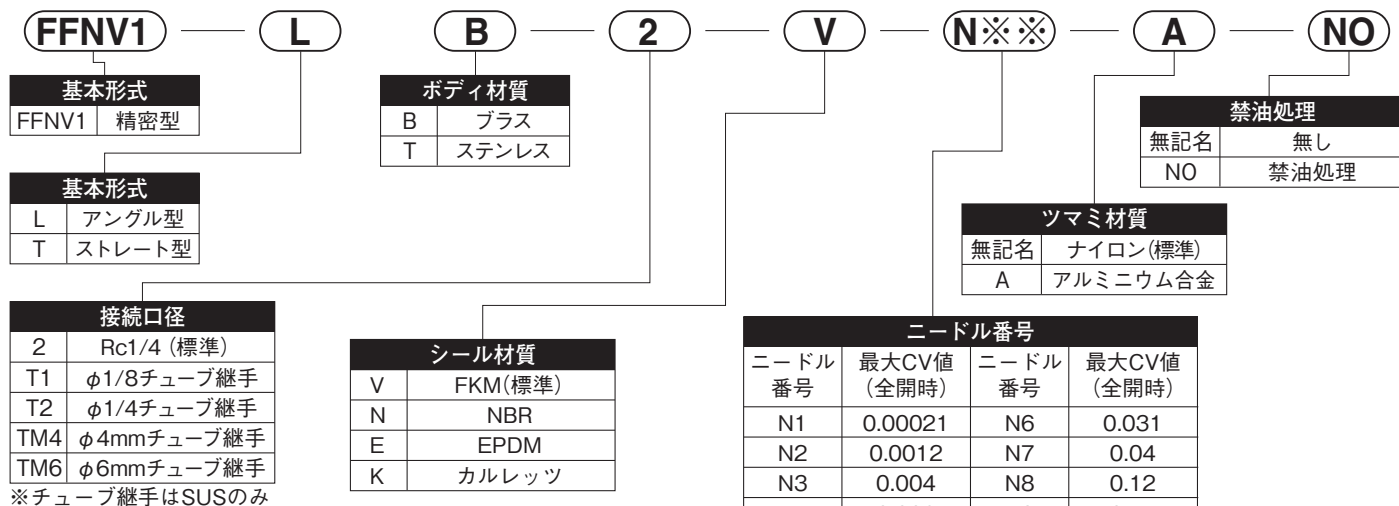 FFNV1 L B 2 V N※※ A NO
基本形式
FFNV1 精密型
基本形式
L アングル型
T ストレート型
接続口径
2 Rc1/4 (標準)
T1 φ1/8チューブ継手
T2 φ1/4チューブ継手
TM4 φ4mmチューブ継手
TM6 φ6mmチューブ継手
※チューブ継手はSUSのみ
ボディ材質
B ブラス
T ステンレス
シール材質
V FKM(標準)
N NBR
E EPDM
K カルレッツ
ニードル番号
ニードル番号 最大CV値(全開時) ニードル番号 最大CV値(全開時)
N1 0.00021 N6 0.031
N2 0.0012 N7 0.04
N3 0.004 N8 0.12
ツマミ材質
無記名 ナイロン(標準)
A アルミニウム合金
禁油処理
無記名 無し
NO 禁油処理